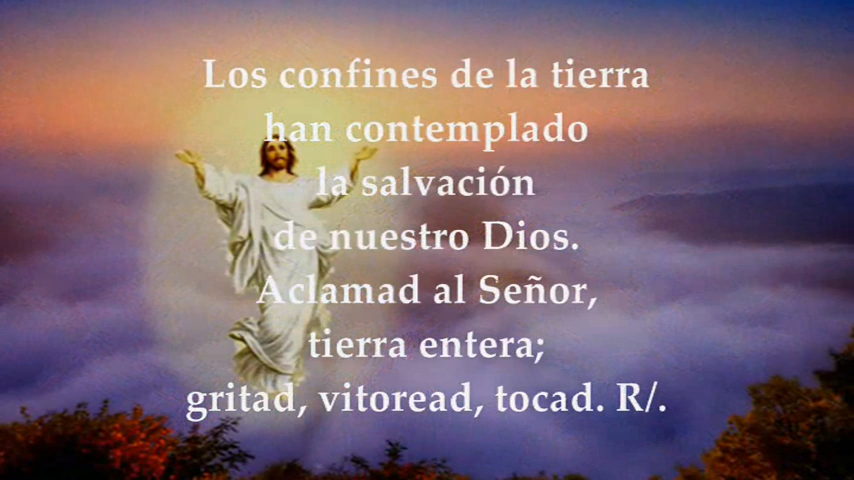 Los confines de la tierra
han contemplado
la salvación
de nuestro Dios.
Aclamad al Señor,
tierra entera;
gritad, vitoread, tocad. R/.